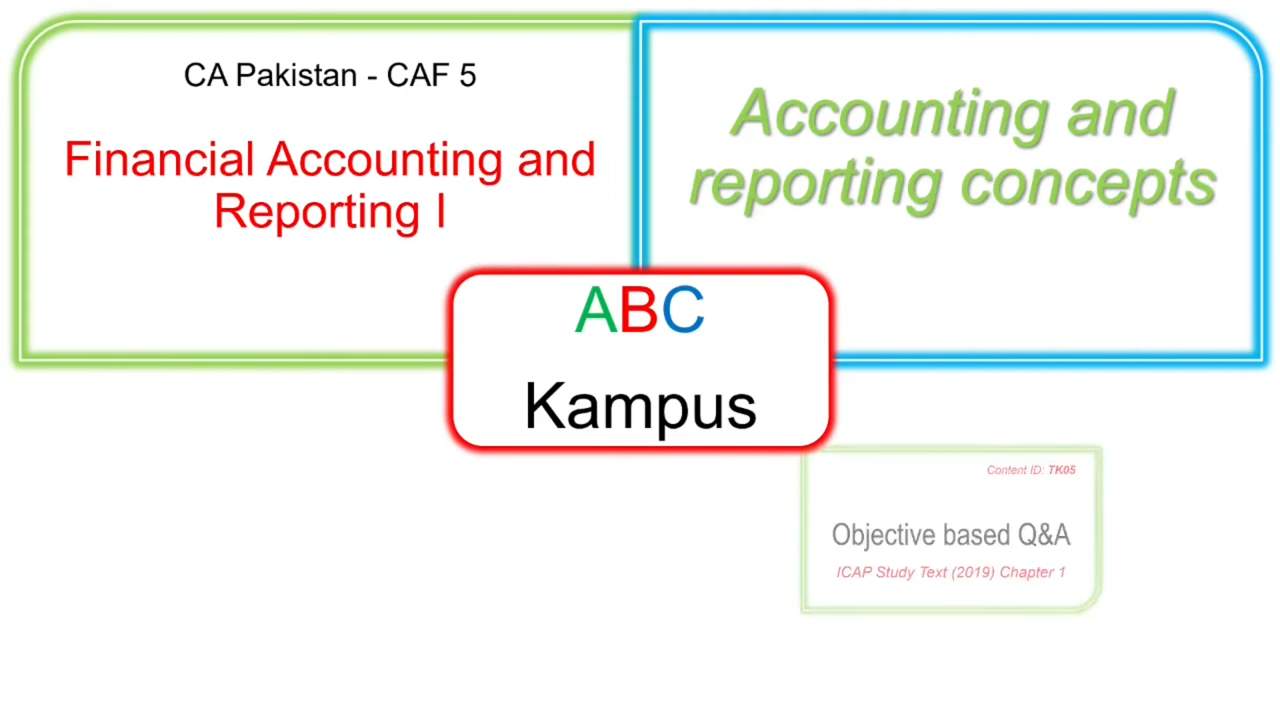 CA Pakistan - CAF 5
Financial Accounting and
Reporting I
Accounting and
reporting concepts
ABC
Kampus
Content ID: TK05
Objective based Q&A
ICAP Study Text (2019) Chapter 1